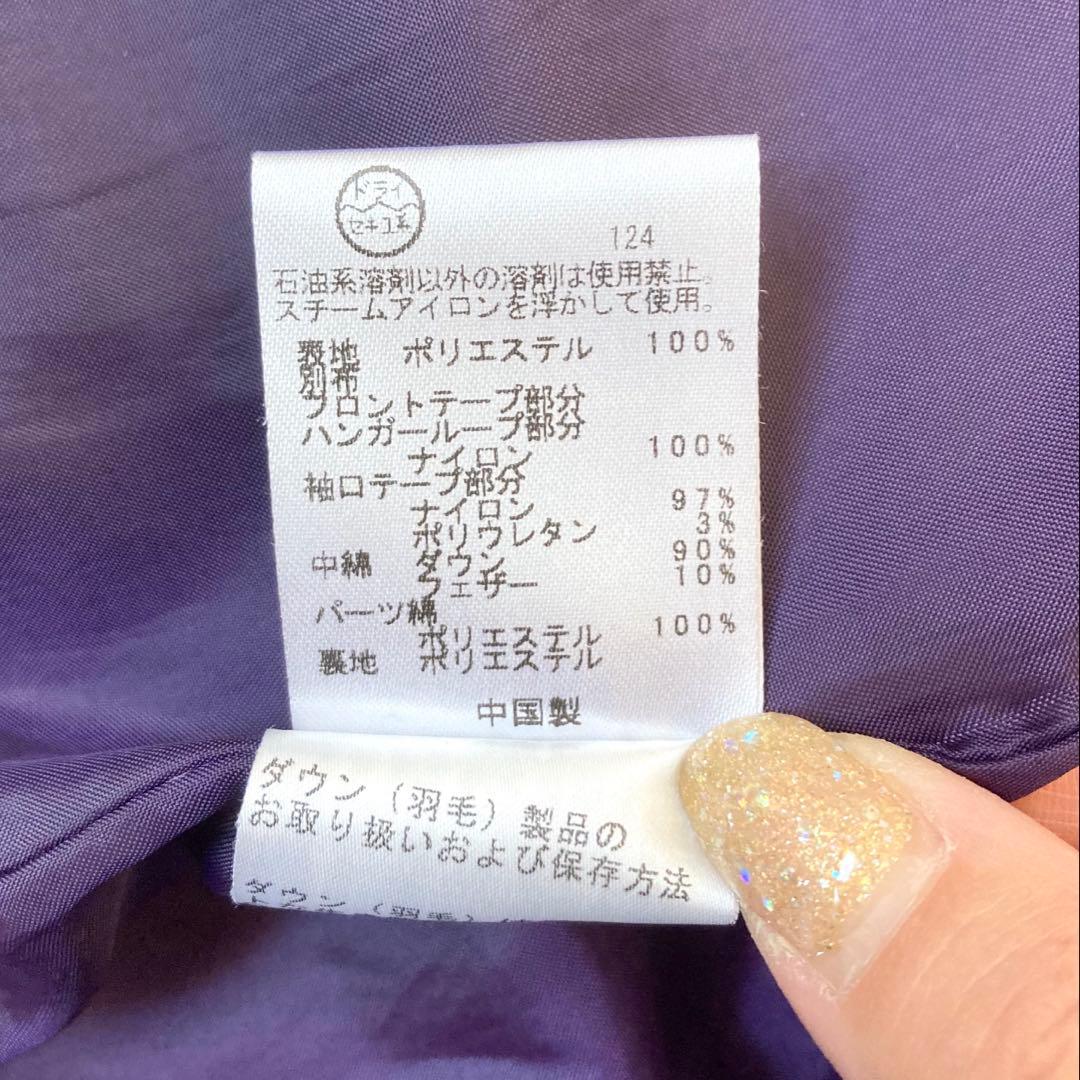 ドライ
セキユ系
124
石油系溶剤以外の溶剤は使用禁止。
スチームアイロンを浮かして使用。
表地 ポリエステル 100%
別布
フロントテープ部分
ハンガーループ部分
ナイロン 100%
袖口テープ部分
ナイロン 97%
ポリウレタン 3%
中綿 ダウン 90%
フェザー 10%
パーツ綿
ポリエステル 100%
裏地 ポリエステル
中国製
ダウン(羽毛)製品の
お取り扱いおよび保存方法
ダウン(羽毛)